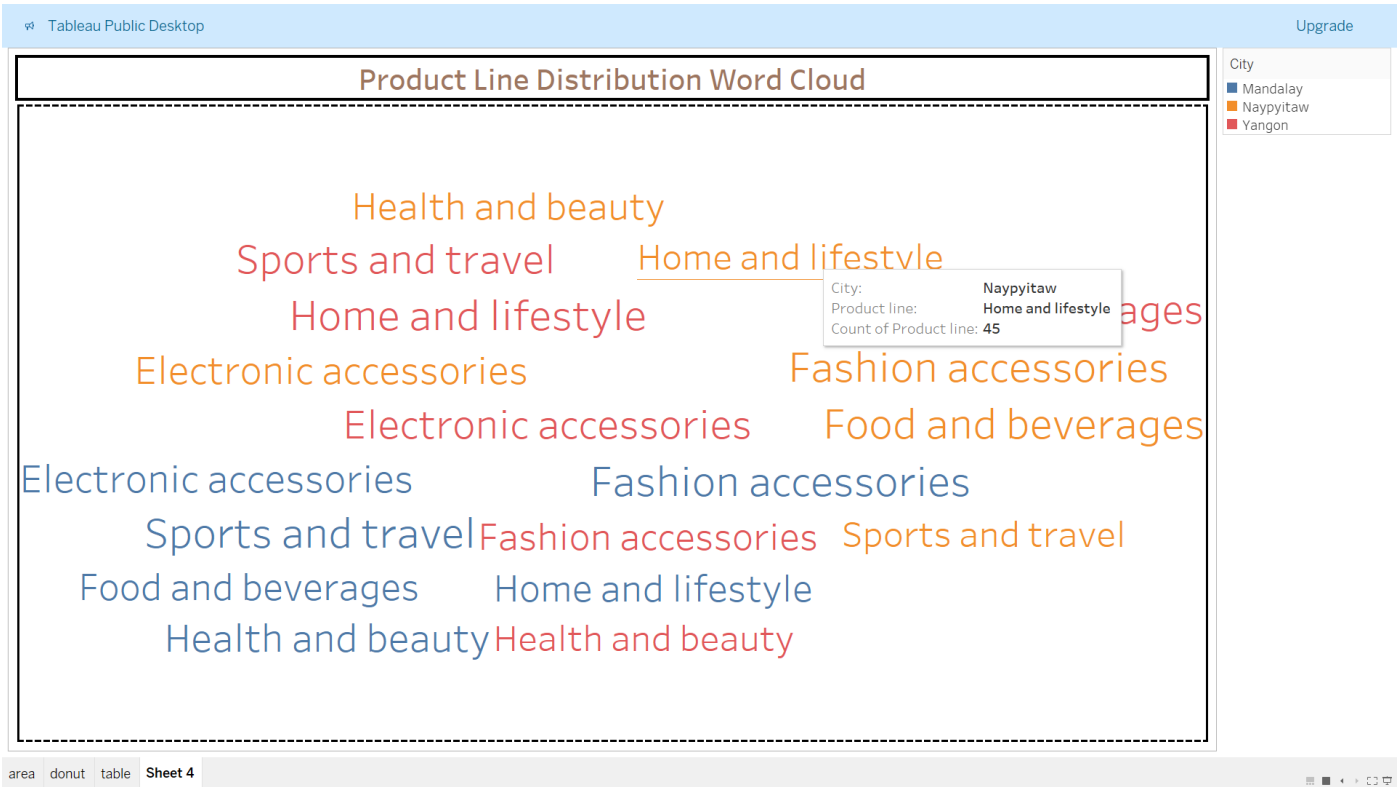 Tableau Public Desktop
Upgrade
Product Line Distribution Word Cloud
City
Mandalay
Naypyitaw
Yangon
Health and beauty
Sports and travel
Home and lifestyle
City: Naypyitaw
Product line: Home and lifestyle
Count of Product line: 45
Home and lifestyle
ages
Electronic accessories
Fashion accessories
Electronic accessories
Food and beverages
Electronic accessories
Fashion accessories
Sports and travel
Fashion accessories
Sports and travel
Food and beverages
Home and lifestyle
Health and beauty
Health and beauty
area
donut
table
Sheet 4